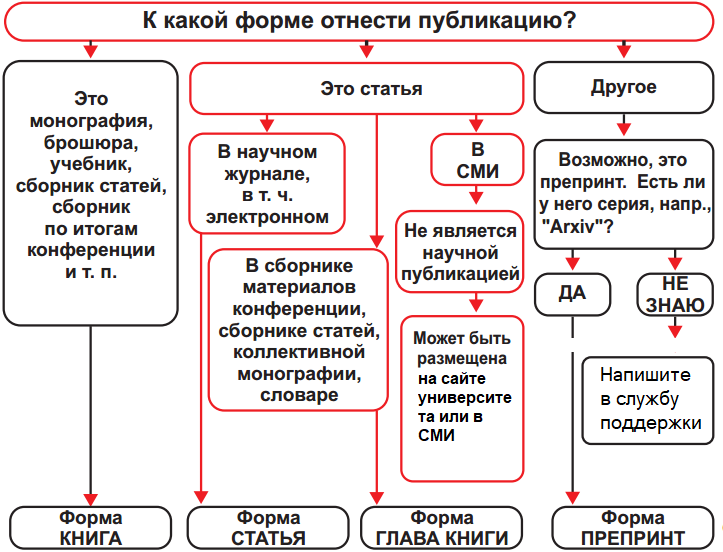 К какой форме отнести публикацию?
Это
монография,
брошюра,
учебник,
сборник статей,
сборник
по итогам
конференции
и т. п.
Это статья
В научном
журнале,
в т. ч.
электронном
В сборнике
материалов
конференции,
сборнике статей,
коллективной
монографии,
словаре
В
СМИ
Не является
научной
публикацией
Может быть
размещена
на сайте
университе
та или в
СМИ
Другое
Возможно, это
препринт. Есть ли
у него серия, напр.,
"Arxiv"?
ДА
НЕ
ЗНАЮ
Напишите
в службу
поддержки
Форма
КНИГА
Форма
СТАТЬЯ
Форма
ГЛАВА КНИГИ
Форма
ПРЕПРИНТ